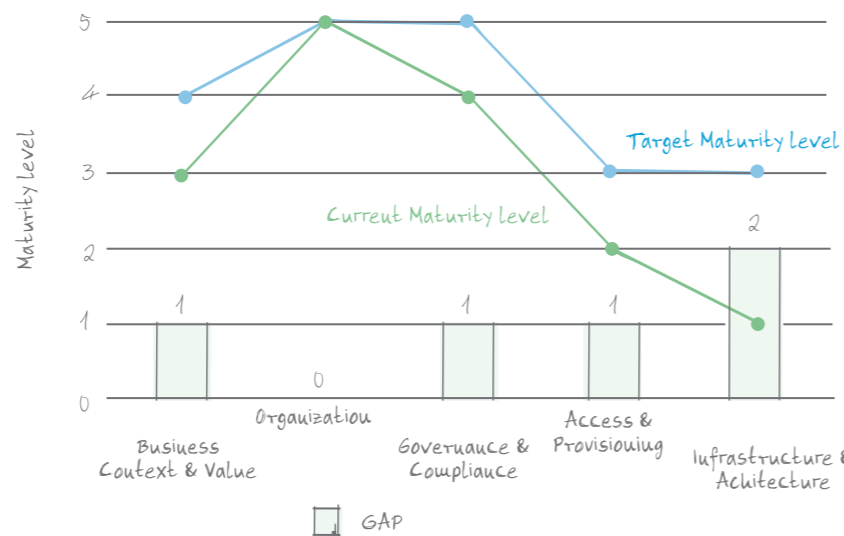 5
4
Target Maturity level
3
Current Maturity level
2
2
1
1
1
1
0
0
Maturity level
Organization
Business
Context & Value
Governance &
Compliance
Access &
Provisioning
Infrastructure &
Achitecture
GAP